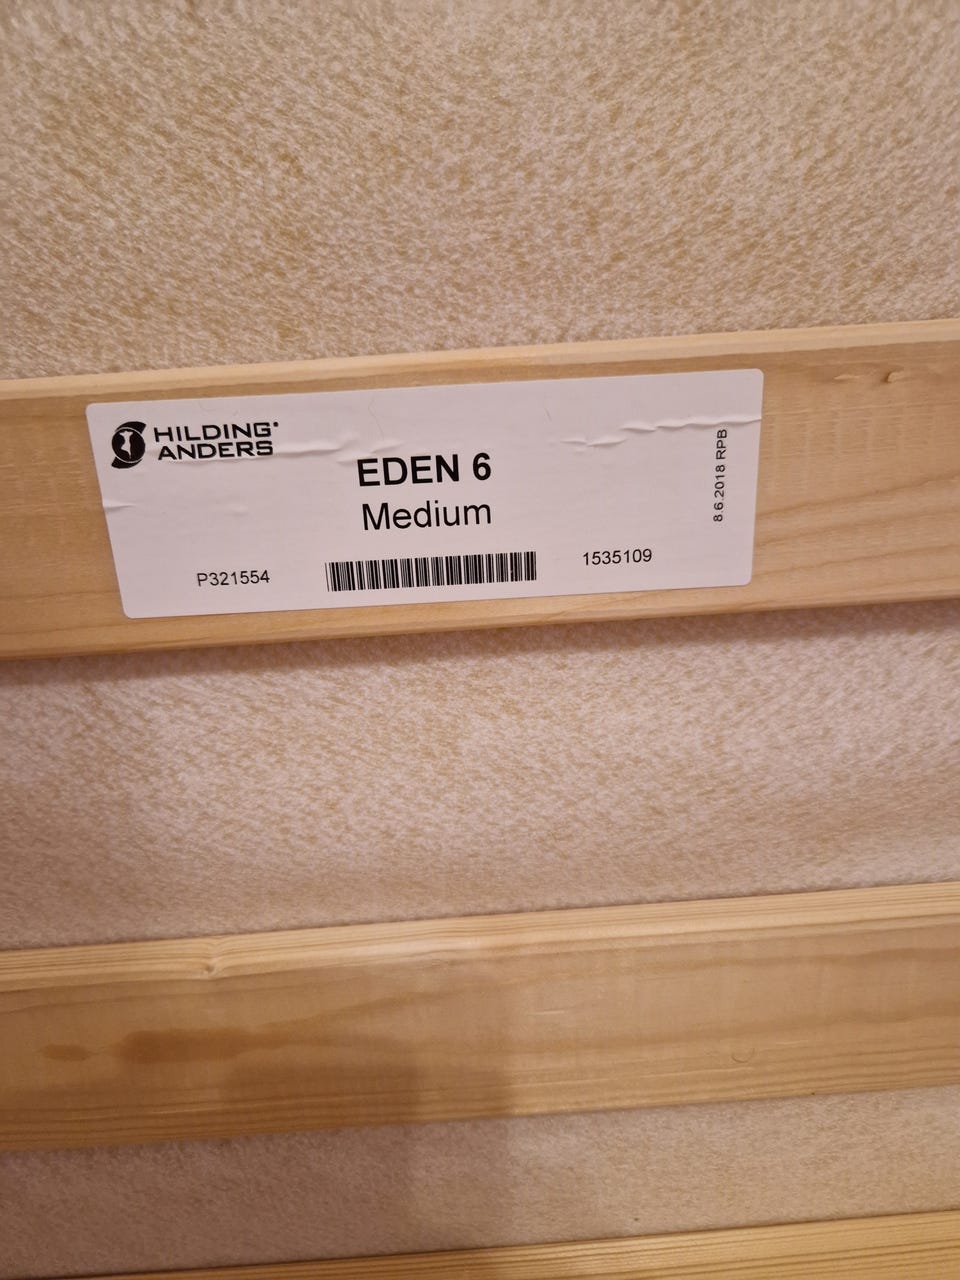 HILDING®
ANDERS
EDEN 6
Medium
P321554
1535109
8.6.2018 RPB